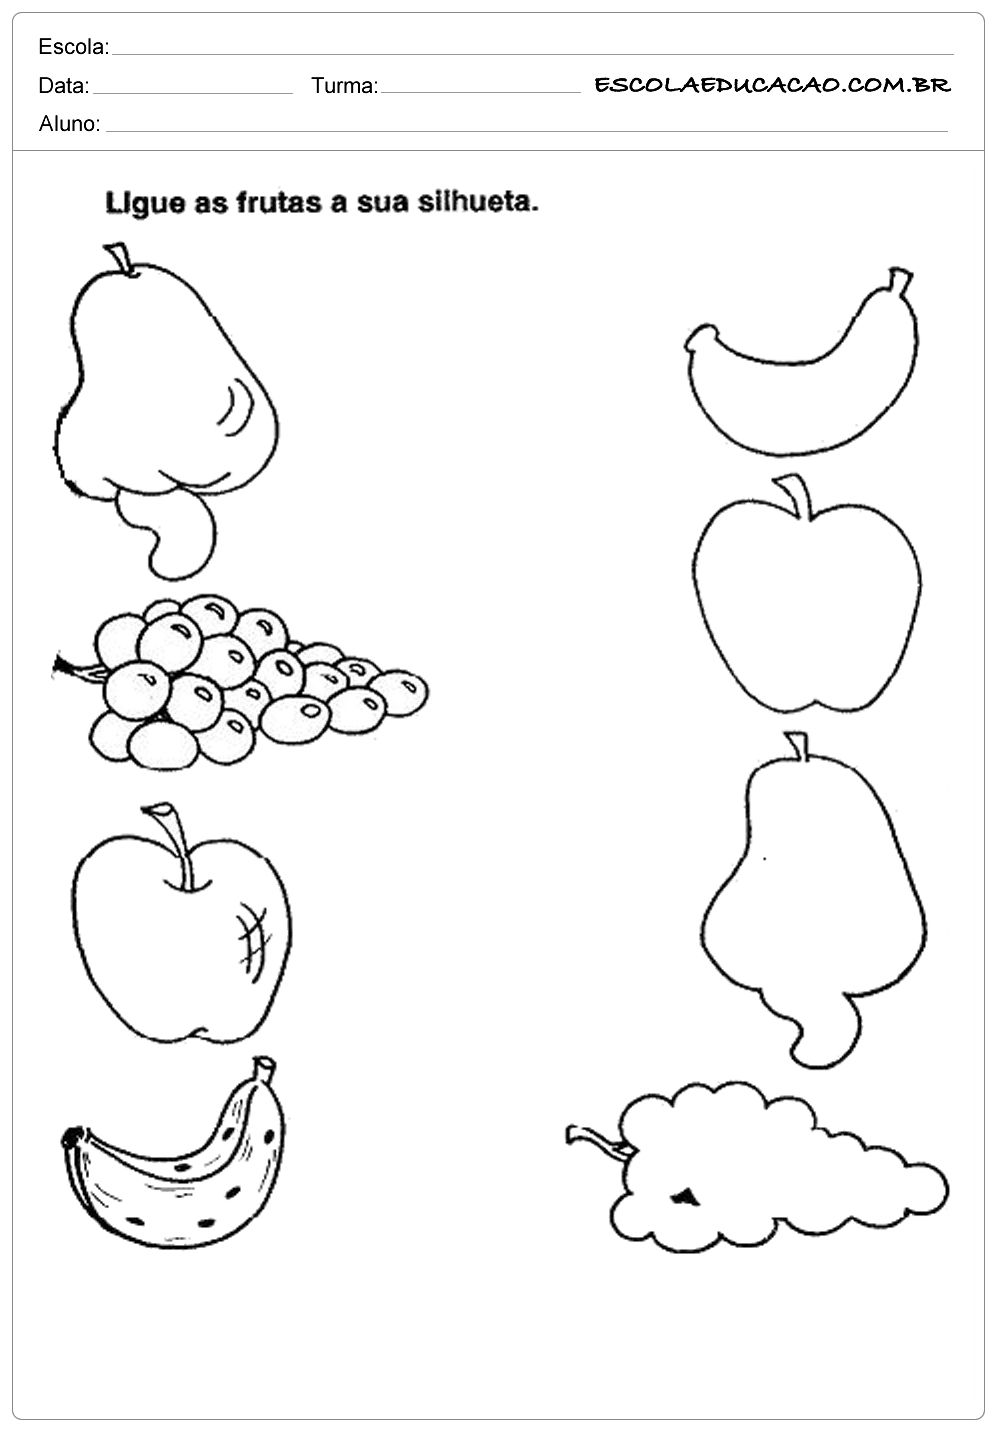 Escola:
Data: Turma: ESCOLAEDUCACAO.COM.BR
Aluno:
Ligue as frutas a sua silhueta.